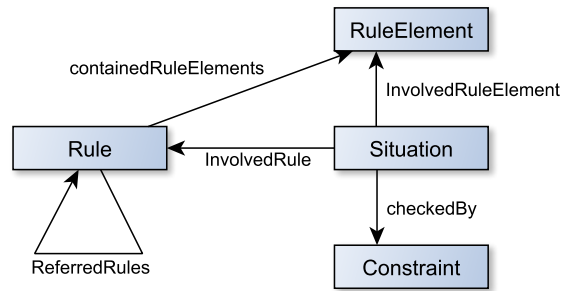 RuleElement
containedRuleElements
InvolvedRuleElement
Rule
InvolvedRule
Situation
checkedBy
ReferredRules
Constraint